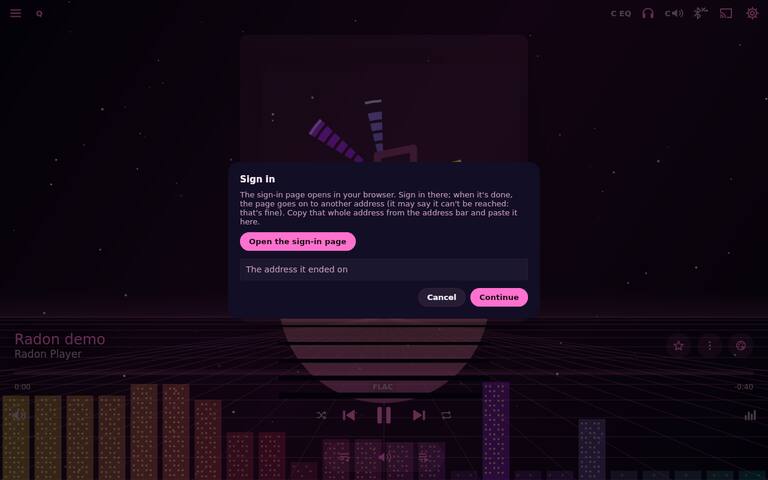 Q
C EQ
C
Sign in
The sign-in page opens in your browser. Sign in there; when it's done,
the page goes on to another address (it may say it can't be reached;
that's fine). Copy that whole address from the address bar and paste it
here.
Open the sign-in page
The address it ended on
Cancel
Continue
Radon demo
Radon Player
0:00
FLAC
-0:40